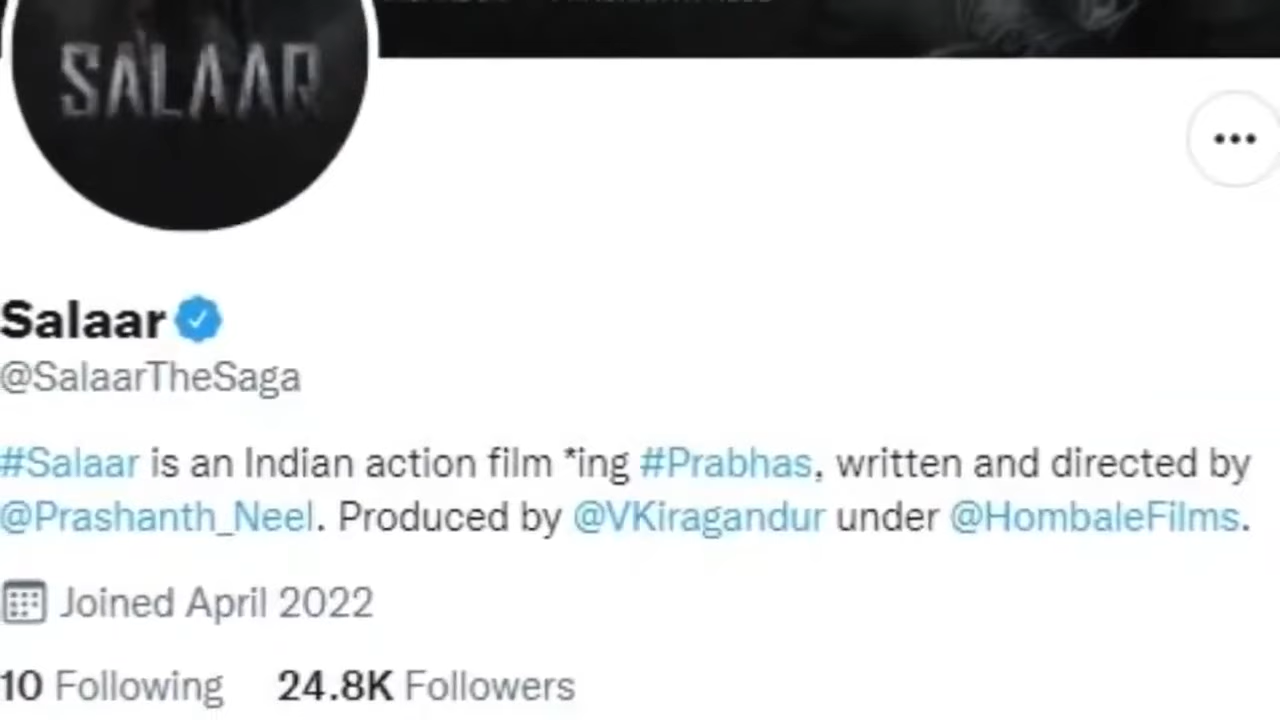 SALAAR
Salaar
@SalaarTheSaga
#Salaar is an Indian action film *ing #Prabhas, written and directed by
@Prashanth_Neel. Produced by @VKiragandur under @HombaleFilms.
Joined April 2022
10 Following 24.8K Followers